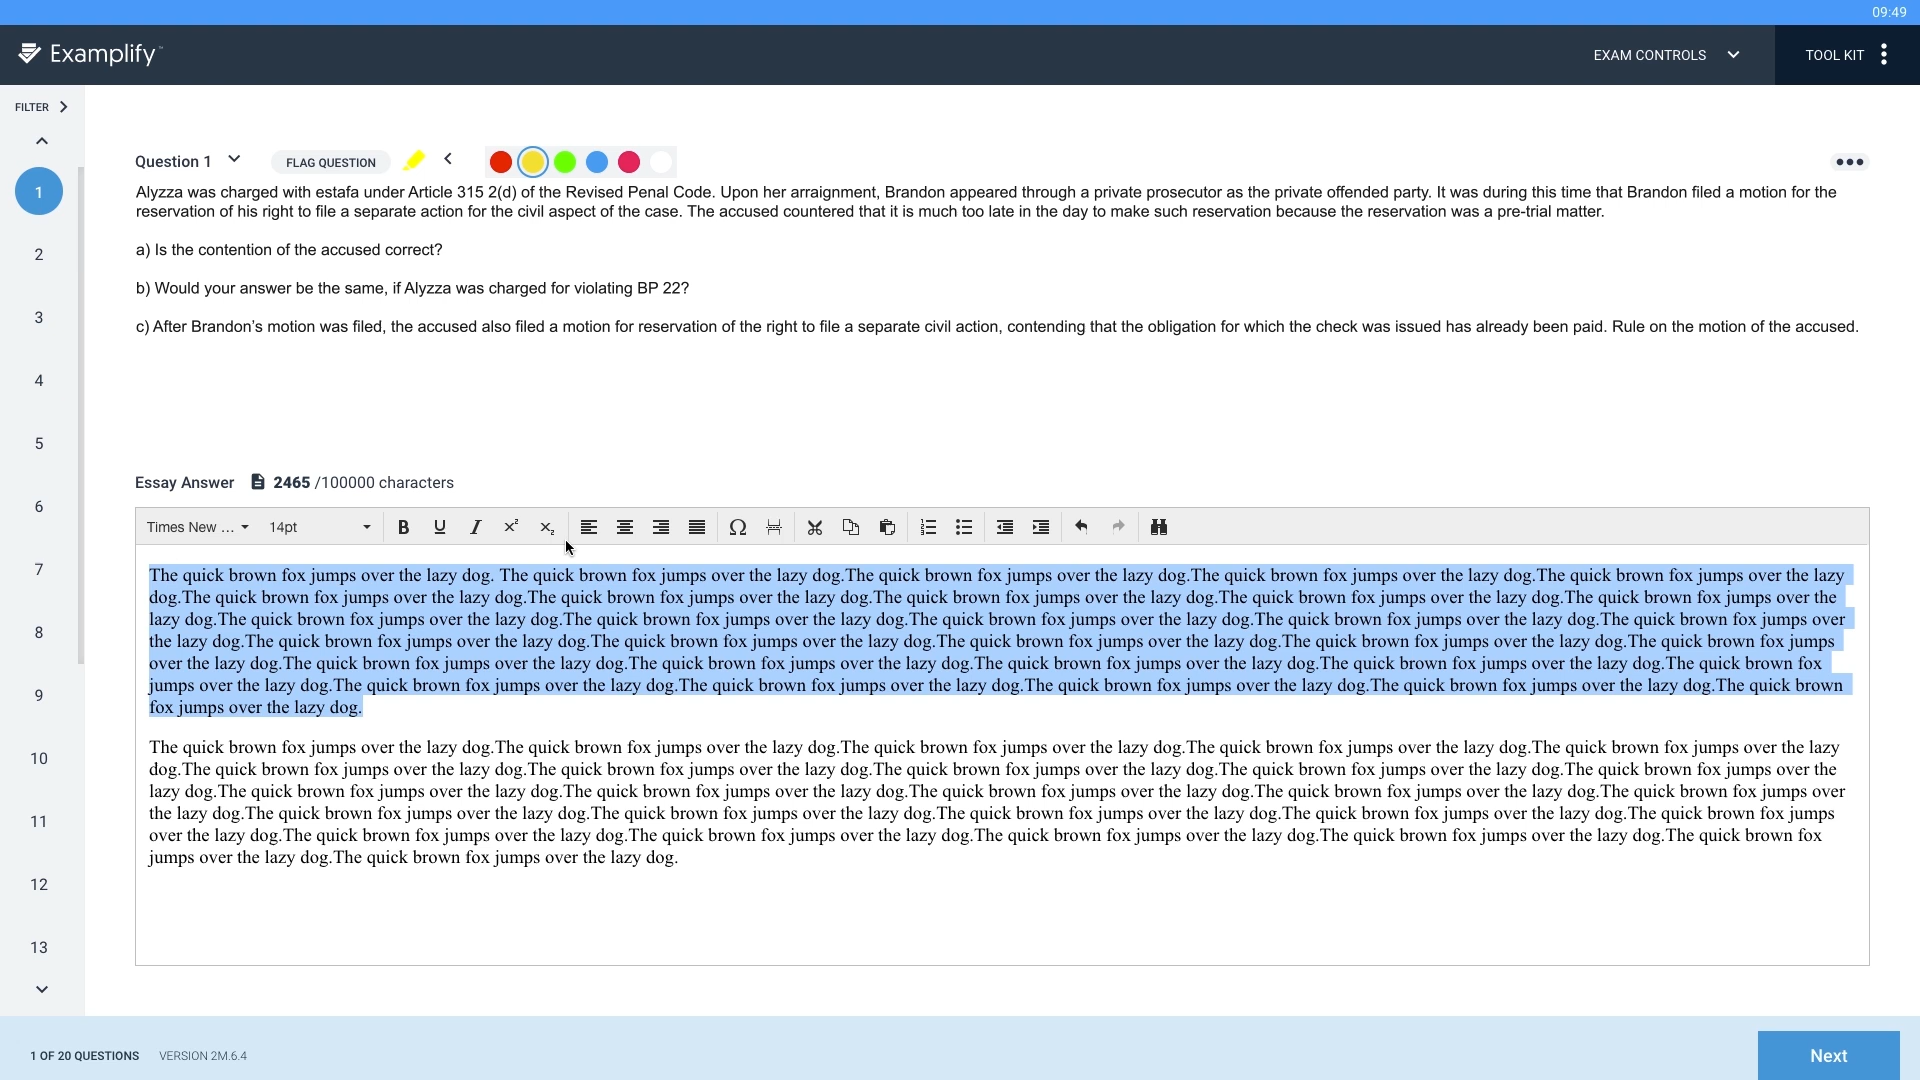 09:49
Examplify
EXAM CONTROLS
TOOL KIT
FILTER
Question 1
FLAG QUESTION
Alyzza was charged with estafa under Article 315 2(d) of the Revised Penal Code. Upon her arraignment, Brandon appeared through a private prosecutor as the private offended party. It was during this time that Brandon filed a motion for the
reservation of his right to file a separate action for the civil aspect of the case. The accused countered that it is much too late in the day to make such reservation because the reservation was a pre-trial matter.
a) Is the contention of the accused correct?
b) Would your answer be the same, if Alyzza was charged for violating BP 22?
c) After Brandon’s motion was filed, the accused also filed a motion for reservation of the right to file a separate civil action, contending that the obligation for which the check was issued has already been paid. Rule on the motion of the accused.
1
2
3
4
5
6
7
8
9
10
11
12
13
Essay Answer 2465 /100000 characters
Times New ... 14pt B U I X² X₂ Ω
The quick brown fox jumps over the lazy dog. The quick brown fox jumps over the lazy dog.The quick brown fox jumps over the lazy dog.The quick brown fox jumps over the lazy dog.The quick brown fox jumps over the lazy
dog.The quick brown fox jumps over the lazy dog.The quick brown fox jumps over the lazy dog.The quick brown fox jumps over the lazy dog.The quick brown fox jumps over the lazy dog.The quick brown fox jumps over the
lazy dog.The quick brown fox jumps over the lazy dog.The quick brown fox jumps over the lazy dog.The quick brown fox jumps over the lazy dog.The quick brown fox jumps over the lazy dog.The quick brown fox jumps over
the lazy dog.The quick brown fox jumps over the lazy dog.The quick brown fox jumps over the lazy dog.The quick brown fox jumps over the lazy dog.The quick brown fox jumps over the lazy dog.The quick brown fox jumps
over the lazy dog.The quick brown fox jumps over the lazy dog.The quick brown fox jumps over the lazy dog.The quick brown fox jumps over the lazy dog.The quick brown fox jumps over the lazy dog.The quick brown fox
jumps over the lazy dog.The quick brown fox jumps over the lazy dog.The quick brown fox jumps over the lazy dog.The quick brown fox jumps over the lazy dog.The quick brown fox jumps over the lazy dog.The quick brown
fox jumps over the lazy dog.
The quick brown fox jumps over the lazy dog.The quick brown fox jumps over the lazy dog.The quick brown fox jumps over the lazy dog.The quick brown fox jumps over the lazy dog.The quick brown fox jumps over the lazy
dog.The quick brown fox jumps over the lazy dog.The quick brown fox jumps over the lazy dog.The quick brown fox jumps over the lazy dog.The quick brown fox jumps over the lazy dog.The quick brown fox jumps over the
lazy dog.The quick brown fox jumps over the lazy dog.The quick brown fox jumps over the lazy dog.The quick brown fox jumps over the lazy dog.The quick brown fox jumps over the lazy dog.The quick brown fox jumps over
the lazy dog.The quick brown fox jumps over the lazy dog.The quick brown fox jumps over the lazy dog.The quick brown fox jumps over the lazy dog.The quick brown fox jumps over the lazy dog.The quick brown fox jumps
over the lazy dog.The quick brown fox jumps over the lazy dog.The quick brown fox jumps over the lazy dog.The quick brown fox jumps over the lazy dog.The quick brown fox jumps over the lazy dog.The quick brown fox
jumps over the lazy dog.The quick brown fox jumps over the lazy dog.
1 OF 20 QUESTIONS VERSION 2M.6.4
Next